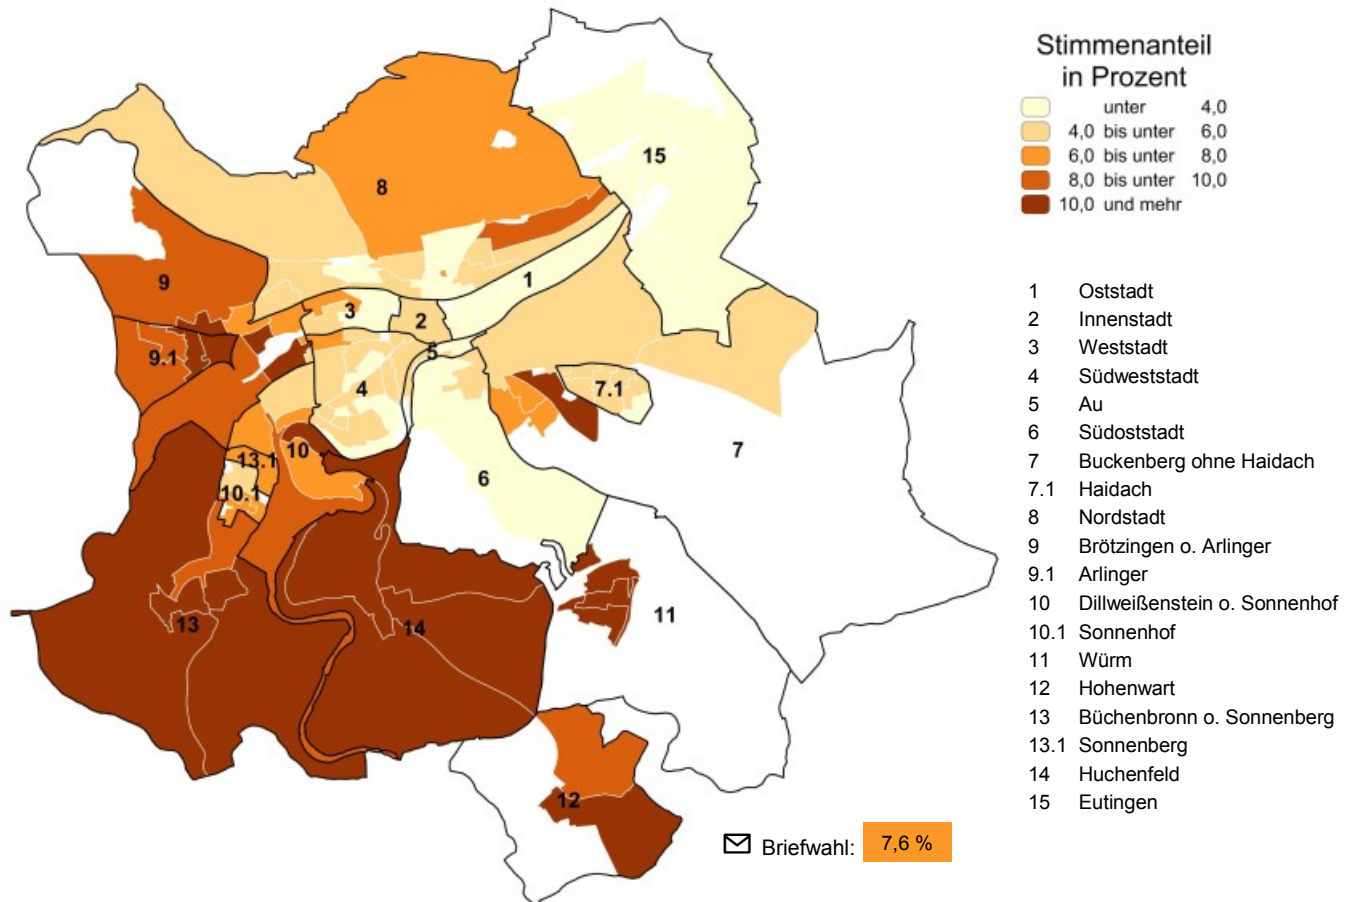 Stimmenanteil
in Prozent
unter 4,0
4,0 bis unter 6,0
6,0 bis unter 8,0
8,0 bis unter 10,0
10,0 und mehr
1 Oststadt
2 Innenstadt
3 Weststadt
4 Südweststadt
5 Au
6 Südoststadt
7 Buckenberg ohne Haidach
7.1 Haidach
8 Nordstadt
9 Brötzingen o. Arlinger
9.1 Arlinger
10 Dillweißenstein o. Sonnenhof
10.1 Sonnenhof
11 Würm
12 Hohenwart
13 Büchenbronn o. Sonnenberg
13.1 Sonnenberg
14 Huchenfeld
15 Eutingen
15
8
9
1
3
2
5
9.1
4
7.1
10
13.1
7
6
10.1
11
13
14
12
Briefwahl: 7,6 %